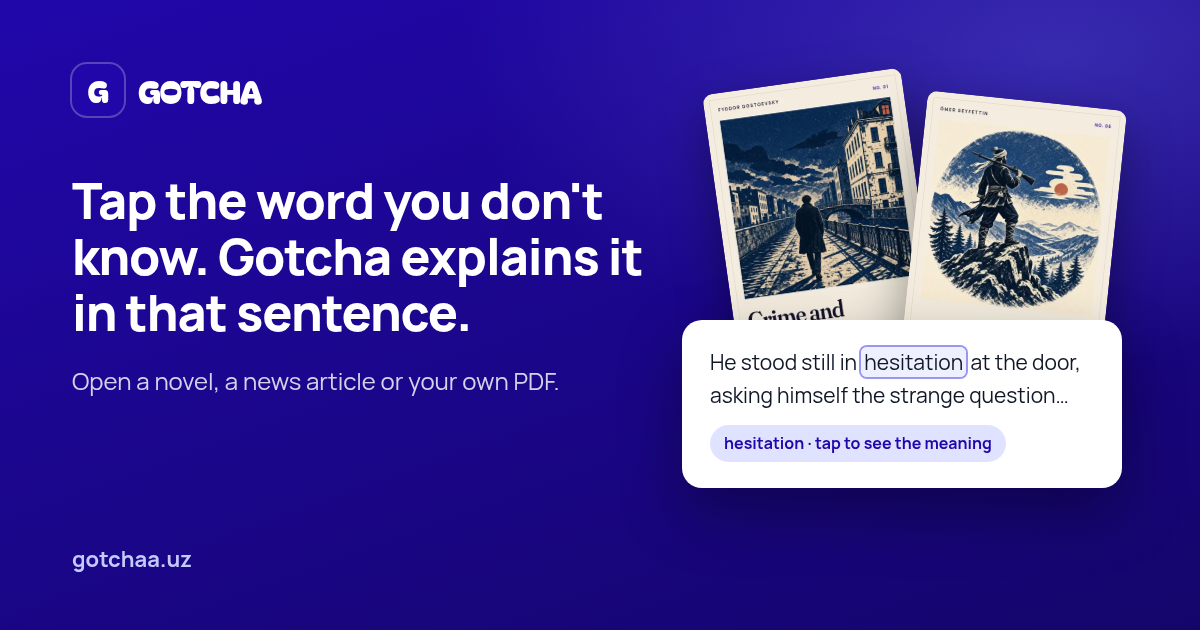 G GOTCHA
Tap the word you don't
know. Gotcha explains it
in that sentence.
Open a novel, a news article or your own PDF.
gotchaa.uz
FYODOR DOSTOEVSKY
NO. 01
Crime and
ÖMER SEYFETTIN
He stood still in hesitation at the door,
asking himself the strange question…
hesitation · tap to see the meaning